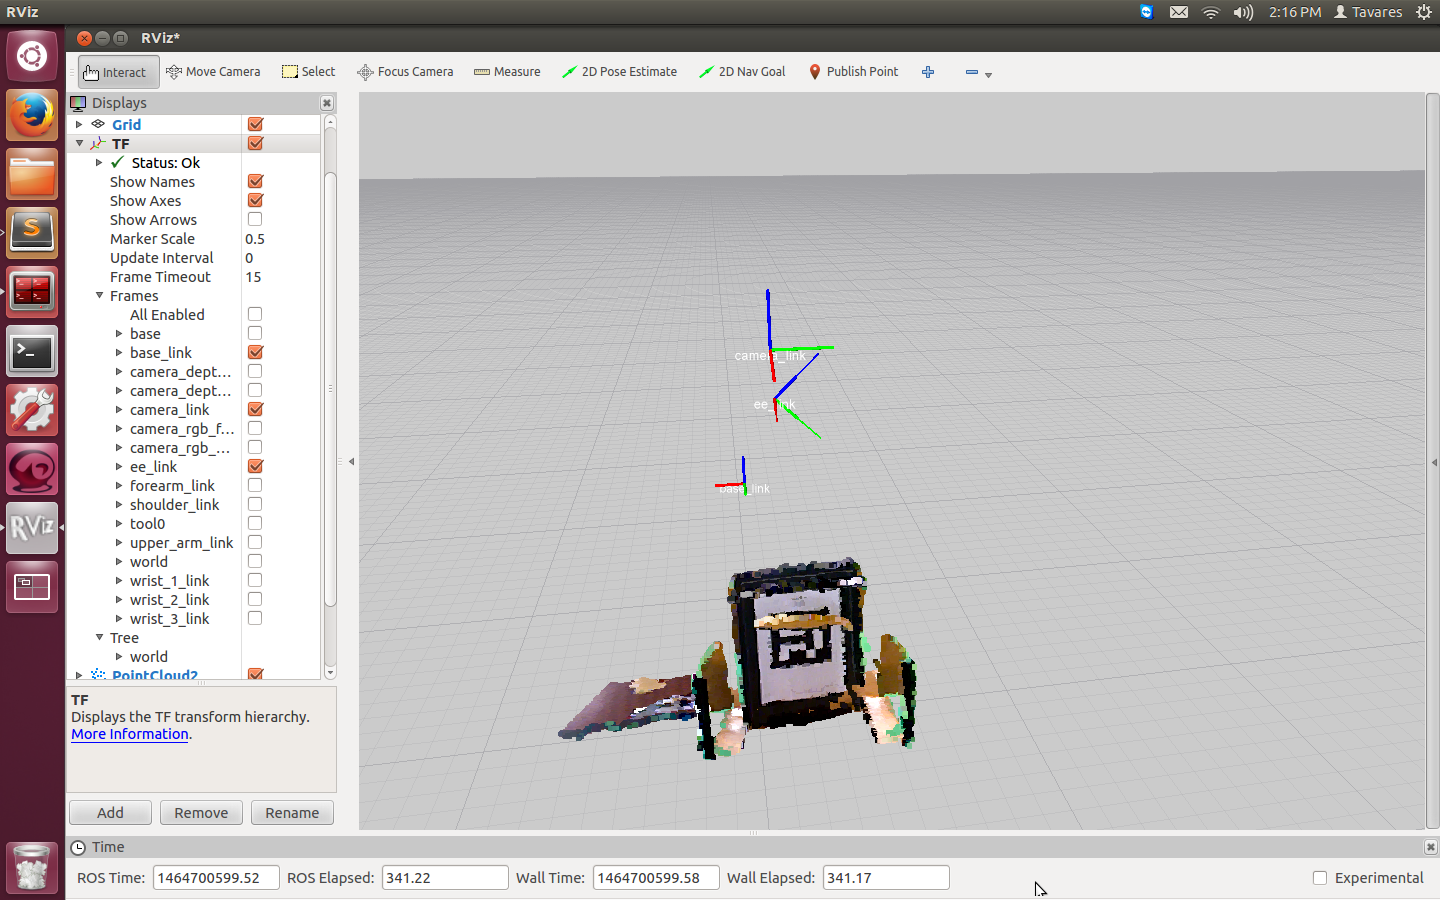 RViz
2:16 PM Tavares
RViz*
Interact Move Camera Select Focus Camera Measure 2D Pose Estimate 2D Nav Goal Publish Point
Displays
Grid
TF
Status: Ok
Show Names
Show Axes
Show Arrows
Marker Scale 0.5
Update Interval 0
Frame Timeout 15
Frames
All Enabled
base
base_link
camera_dept...
camera_dept...
camera_link
camera_rgb_f...
camera_rgb_...
ee_link
forearm_link
shoulder_link
tool0
upper_arm_link
world
wrist_1_link
wrist_2_link
wrist_3_link
Tree
world
PointCloud2
camera_link
ee_link
base_link
TF
Displays the TF transform hierarchy.
More Information.
Add Remove Rename
Time
ROS Time: 1464700599.52 ROS Elapsed: 341.22 Wall Time: 1464700599.58 Wall Elapsed: 341.17 Experimental
S
RViz